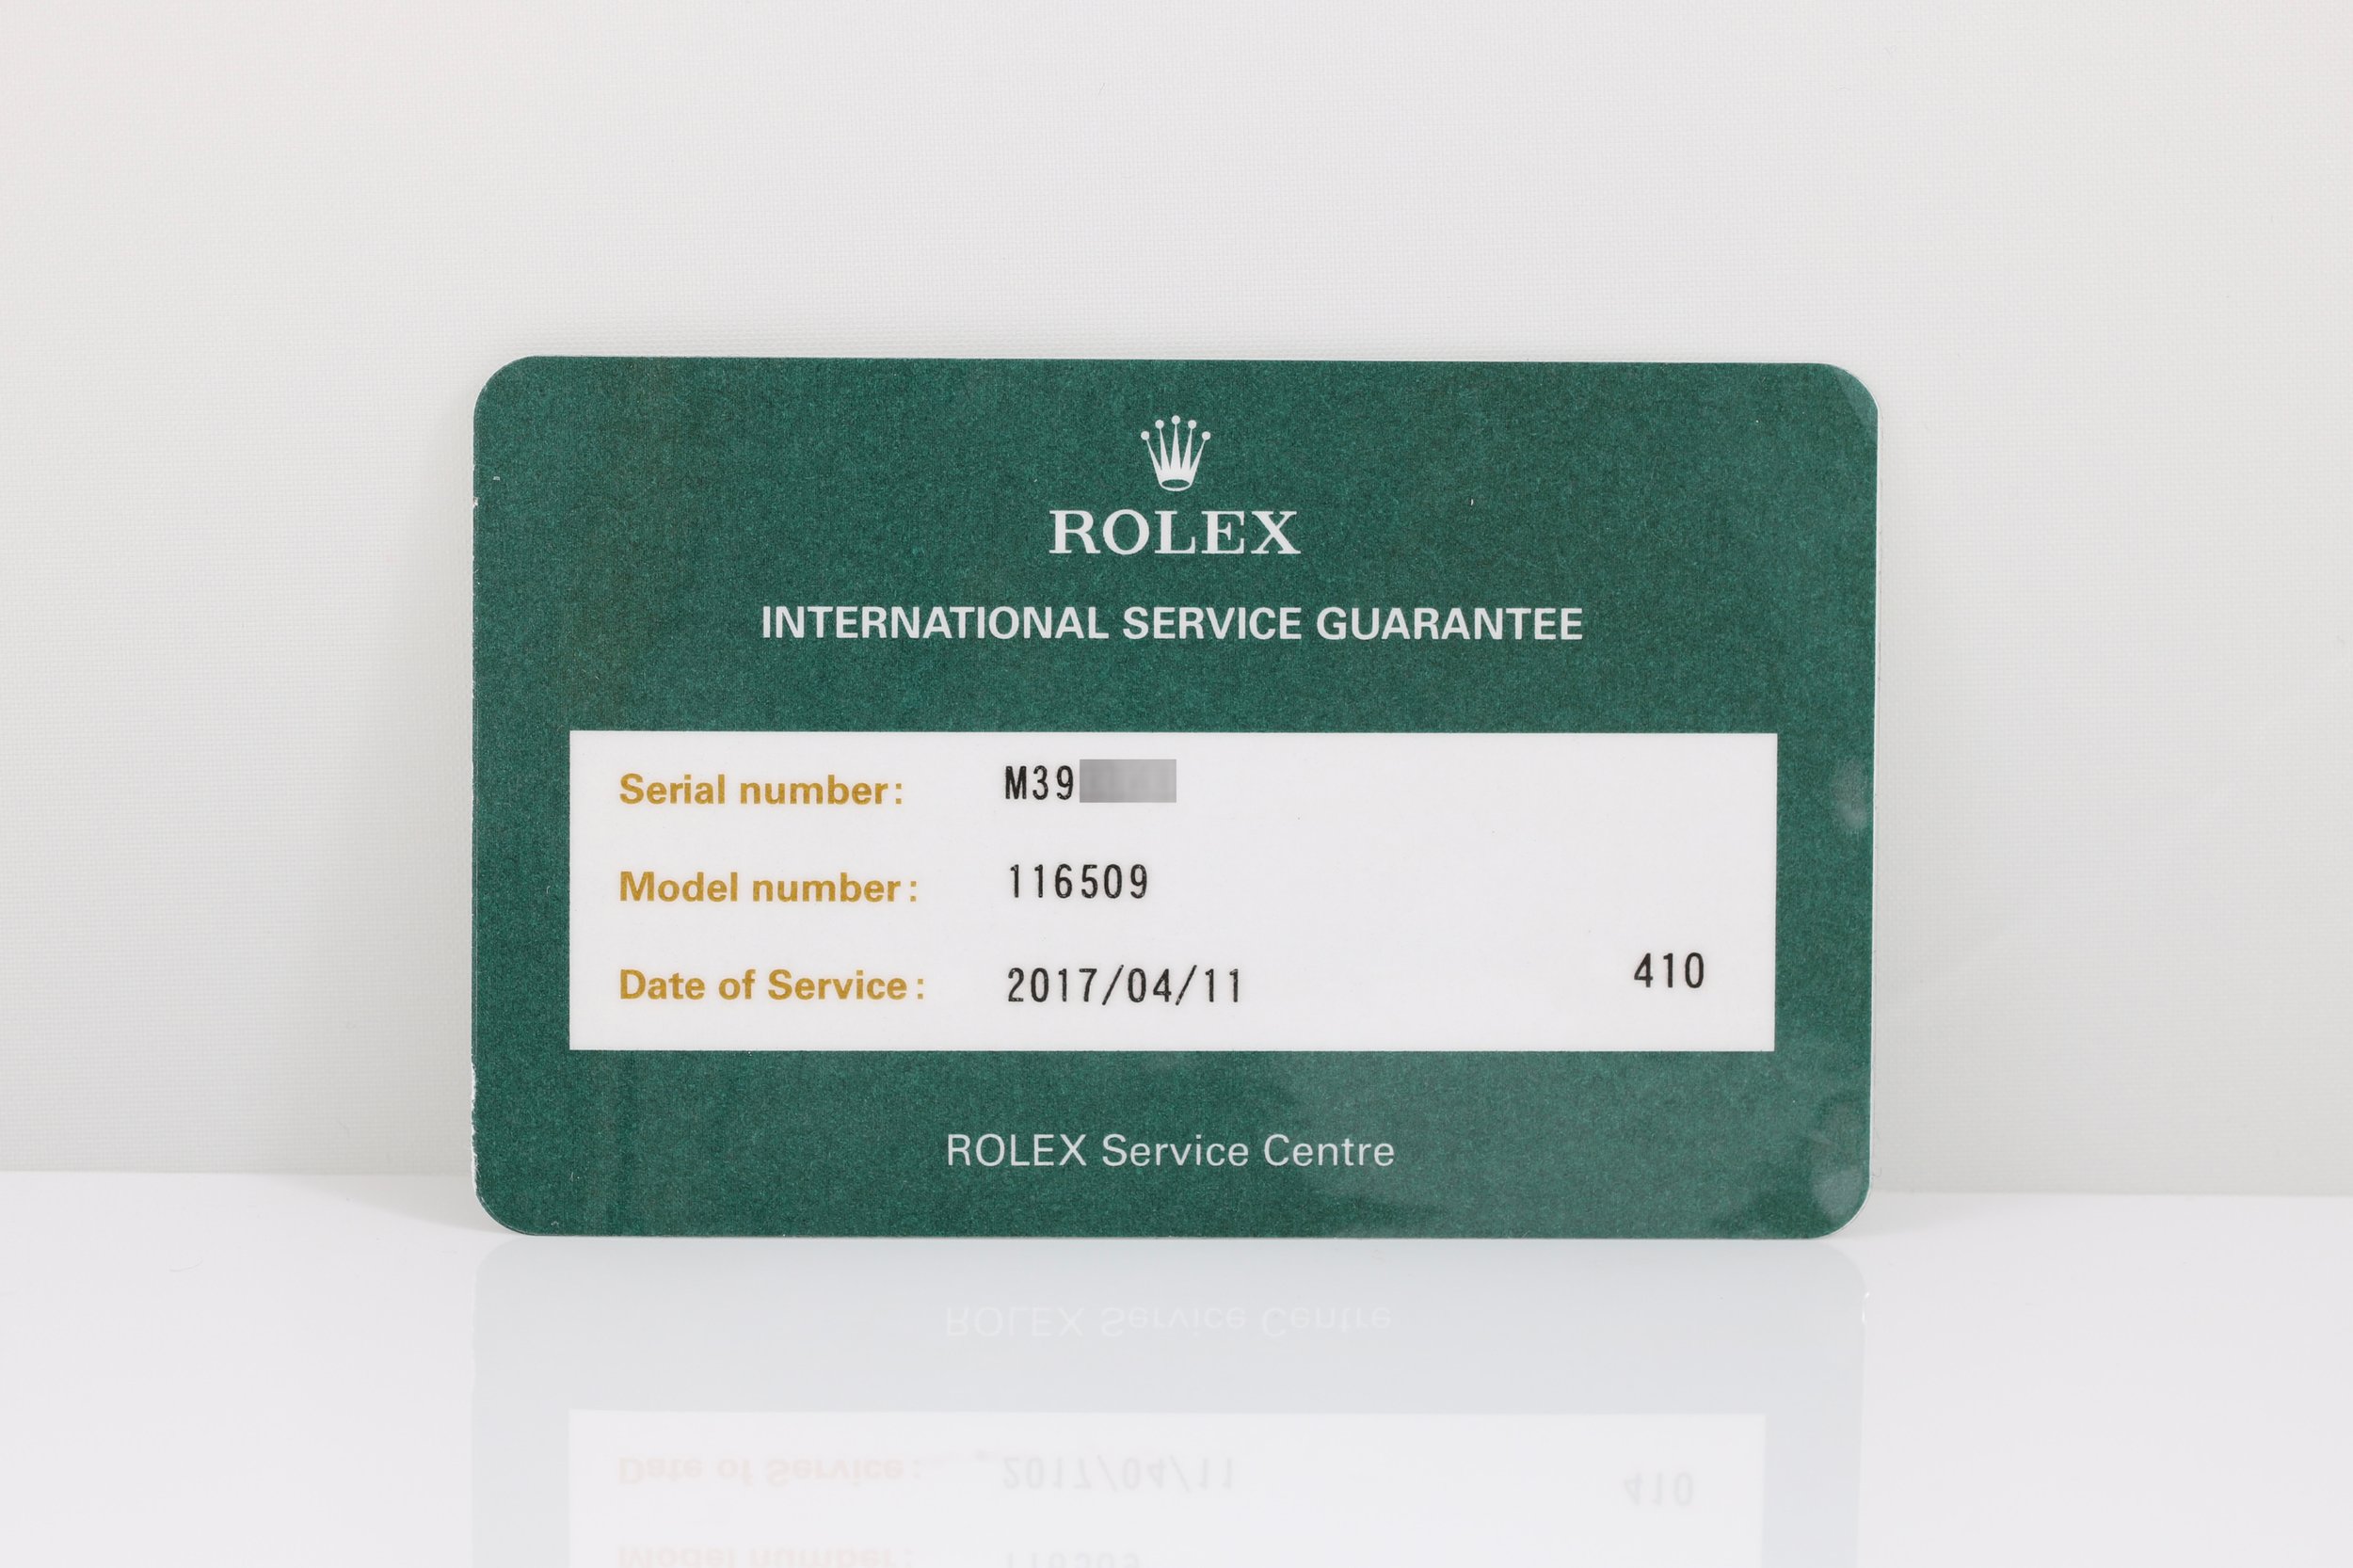 ROLEX
INTERNATIONAL SERVICE GUARANTEE
Serial number: M39
Model number: 116509
Date of Service: 2017/04/11 410
ROLEX Service Centre